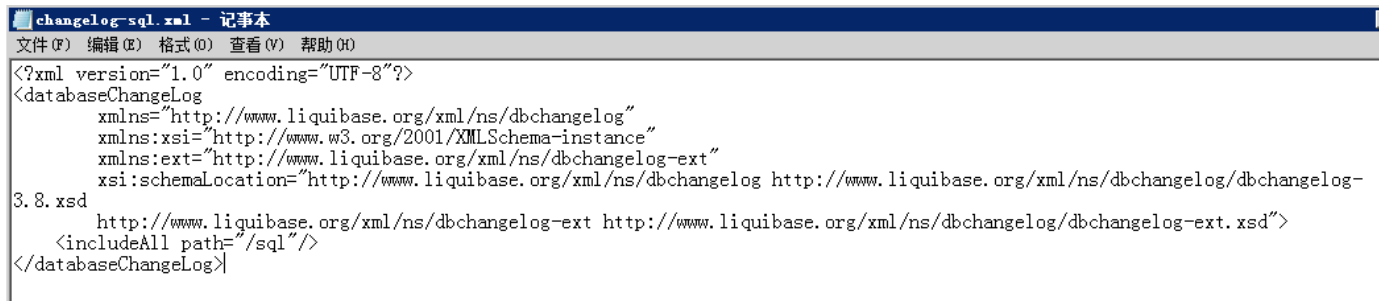 changelog-sql.xml - 记事本
文件(F) 编辑(E) 格式(O) 查看(V) 帮助(H)
<?xml version="1.0" encoding="UTF-8"?>
<databaseChangeLog
xmlns="http://www.liquibase.org/xml/ns/dbchangelog"
xmlns:xsi="http://www.w3.org/2001/XMLSchema-instance"
xmlns:ext="http://www.liquibase.org/xml/ns/dbchangelog-ext"
xsi:schemaLocation="http://www.liquibase.org/xml/ns/dbchangelog http://www.liquibase.org/xml/ns/dbchangelog/dbchangelog-
3.8.xsd
http://www.liquibase.org/xml/ns/dbchangelog-ext http://www.liquibase.org/xml/ns/dbchangelog/dbchangelog-ext.xsd">
<includeAll path="/sql"/>
</databaseChangeLog>